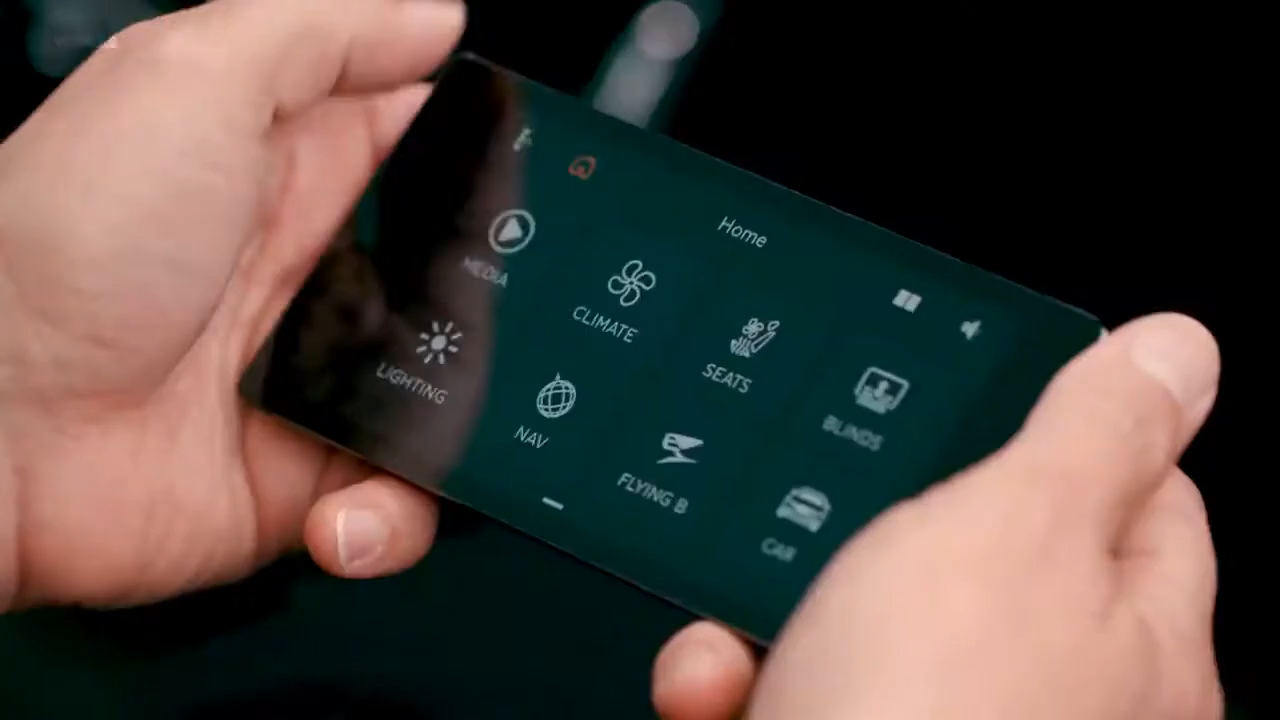 Home
MEDIA
CLIMATE
SEATS
BLINDS
LIGHTING
NAV
FLYING B
CAR